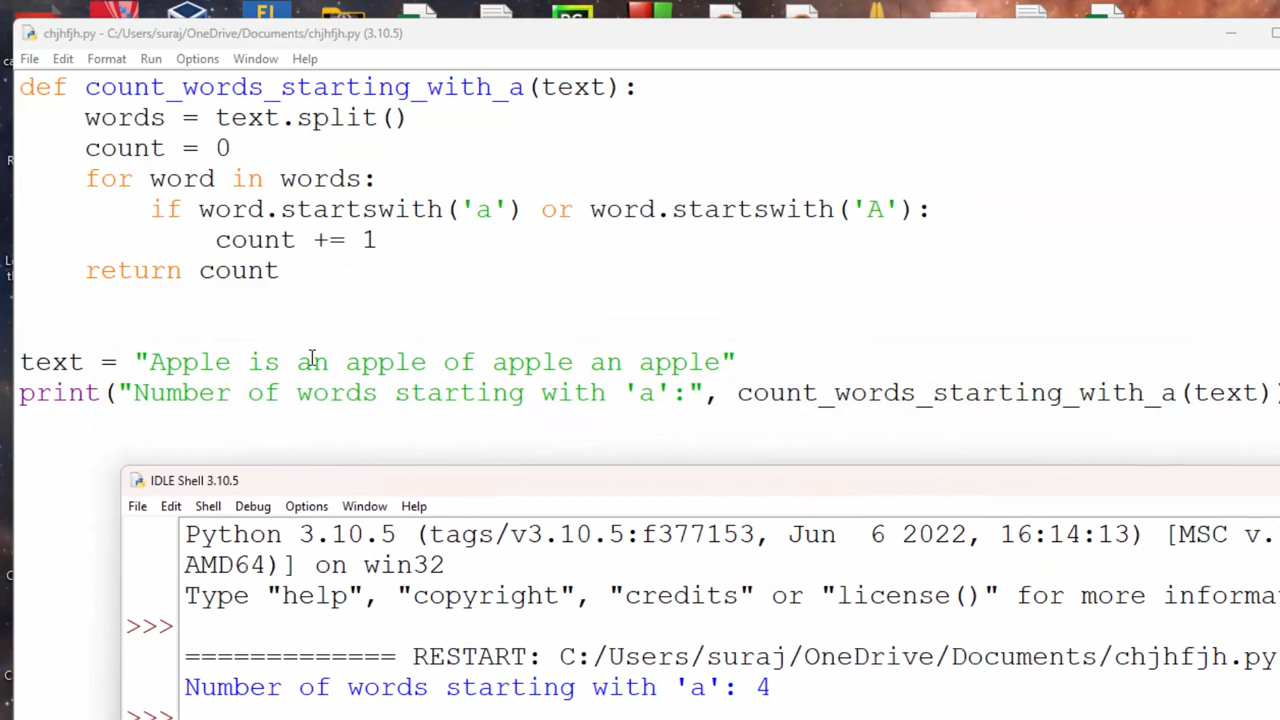 chjhfjh.py - C:/Users/suraj/OneDrive/Documents/chjhfjh.py (3.10.5)
File Edit Format Run Options Window Help
def count_words_starting_with_a(text):
    words = text.split()
    count = 0
    for word in words:
        if word.startswith('a') or word.startswith('A'):
            count += 1
    return count
text = "Apple is an apple of apple an apple"
print("Number of words starting with 'a':", count_words_starting_with_a(text))
IDLE Shell 3.10.5
File Edit Shell Debug Options Window Help
Python 3.10.5 (tags/v3.10.5:f377153, Jun  6 2022, 16:14:13) [MSC v.
AMD64)] on win32
Type "help", "copyright", "credits" or "license()" for more informa
>>>
============= RESTART: C:/Users/suraj/OneDrive/Documents/chjhfjh.py
Number of words starting with 'a': 4
>>>